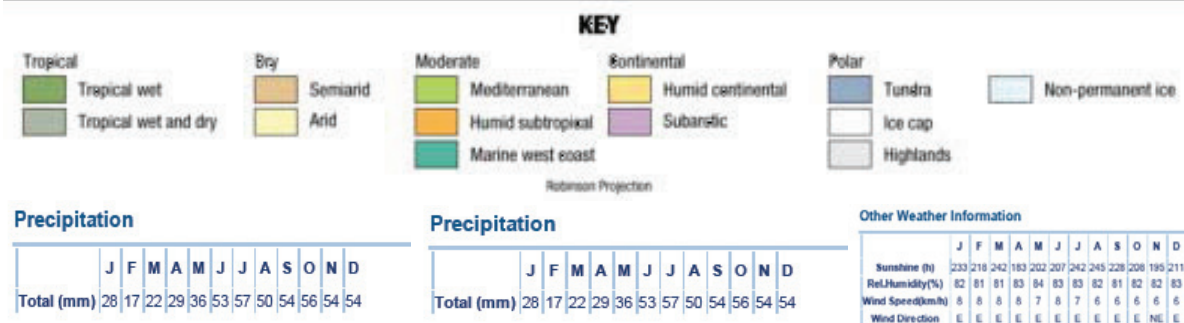 KEY
Tropical Bry Moderate Continental Polar
Tropical wet Semiarid Mediterranean Humid continental Tundra Non-permanent ice
Tropical wet and dry Arid Humid subtropical Subarctic Ice cap
Marine west coast Highlands
Robinson Projection
Precipitation
J F M A M J J A S O N D
Total (mm) 28 17 22 29 36 53 57 50 54 56 54 54
Precipitation
J F M A M J J A S O N D
Total (mm) 28 17 22 29 36 53 57 50 54 56 54 54
Other Weather Information
J F M A M J J A S O N D
Sunshine (h) 233 218 242 183 202 207 242 245 228 208 195 211
Rel.Humidity(%) 82 81 81 83 84 83 83 82 81 82 82 83
Wind Speed(km/h) 8 8 8 8 7 8 7 6 6 6 6 6
Wind Direction E E E E E E E E E E NE E